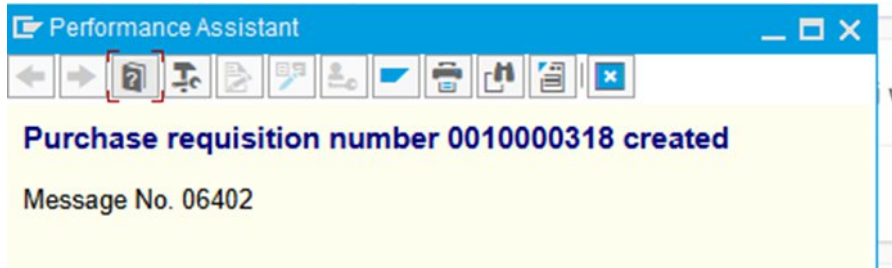 Performance Assistant
Purchase requisition number 0010000318 created
Message No. 06402